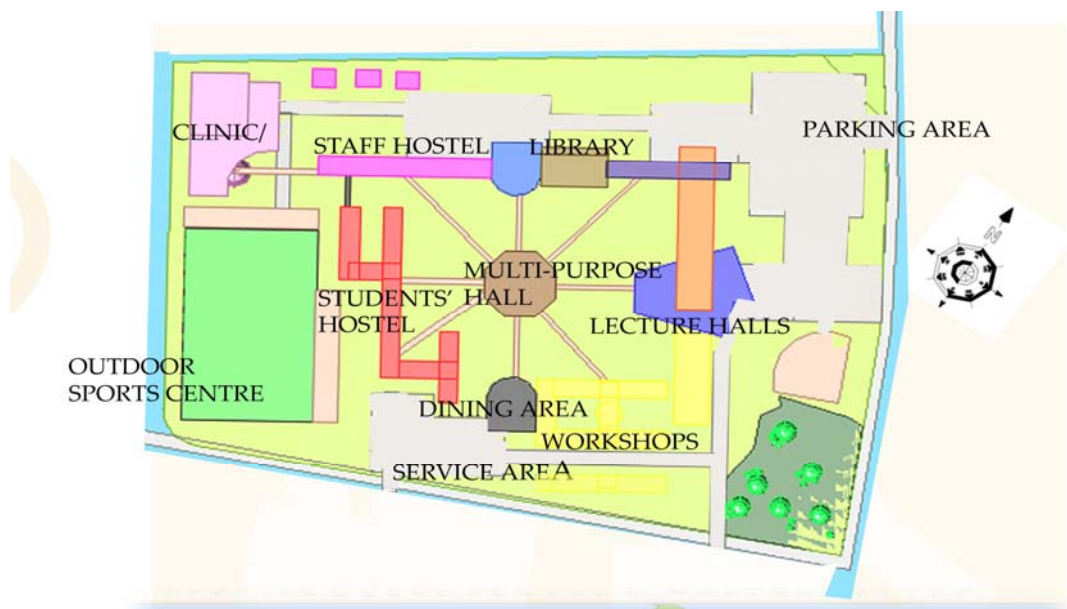 CLINIC/
STAFF HOSTEL
LIBRARY
PARKING AREA
N
MULTI-PURPOSE
HALL
STUDENTS'
HOSTEL
LECTURE HALLS
OUTDOOR
SPORTS CENTRE
DINING AREA
WORKSHOPS
SERVICE AREA